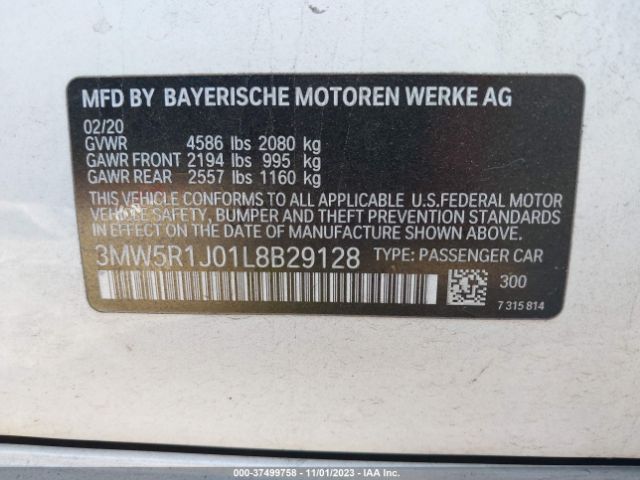 MFD BY BAYERISCHE MOTOREN WERKE AG
02/20
GVWR 4586 lbs 2080 kg
GAWR FRONT 2194 lbs 995 kg
GAWR REAR 2557 lbs 1160 kg
THIS VEHICLE CONFORMS TO ALL APPLICABLE U.S.FEDERAL MOTOR
VEHICLE SAFETY, BUMPER AND THEFT PREVENTION STANDARDS
IN EFFECT ON THE DATE OF MANUFACTURE SHOWN ABOVE.
3MW5R1J01L8B29128 TYPE: PASSENGER CAR
300
7 315 814
000-37499758 - 11/01/2023 - IAA Inc.